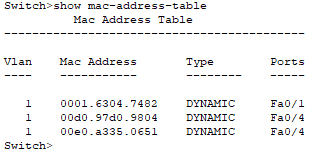 Switch>show mac-address-table
Mac Address Table
-------------------------------------------
Vlan Mac Address Type Ports
---- ----------- -------- -----
1 0001.6304.7482 DYNAMIC Fa0/1
1 00d0.97d0.9804 DYNAMIC Fa0/4
1 00e0.a335.0651 DYNAMIC Fa0/4
Switch>